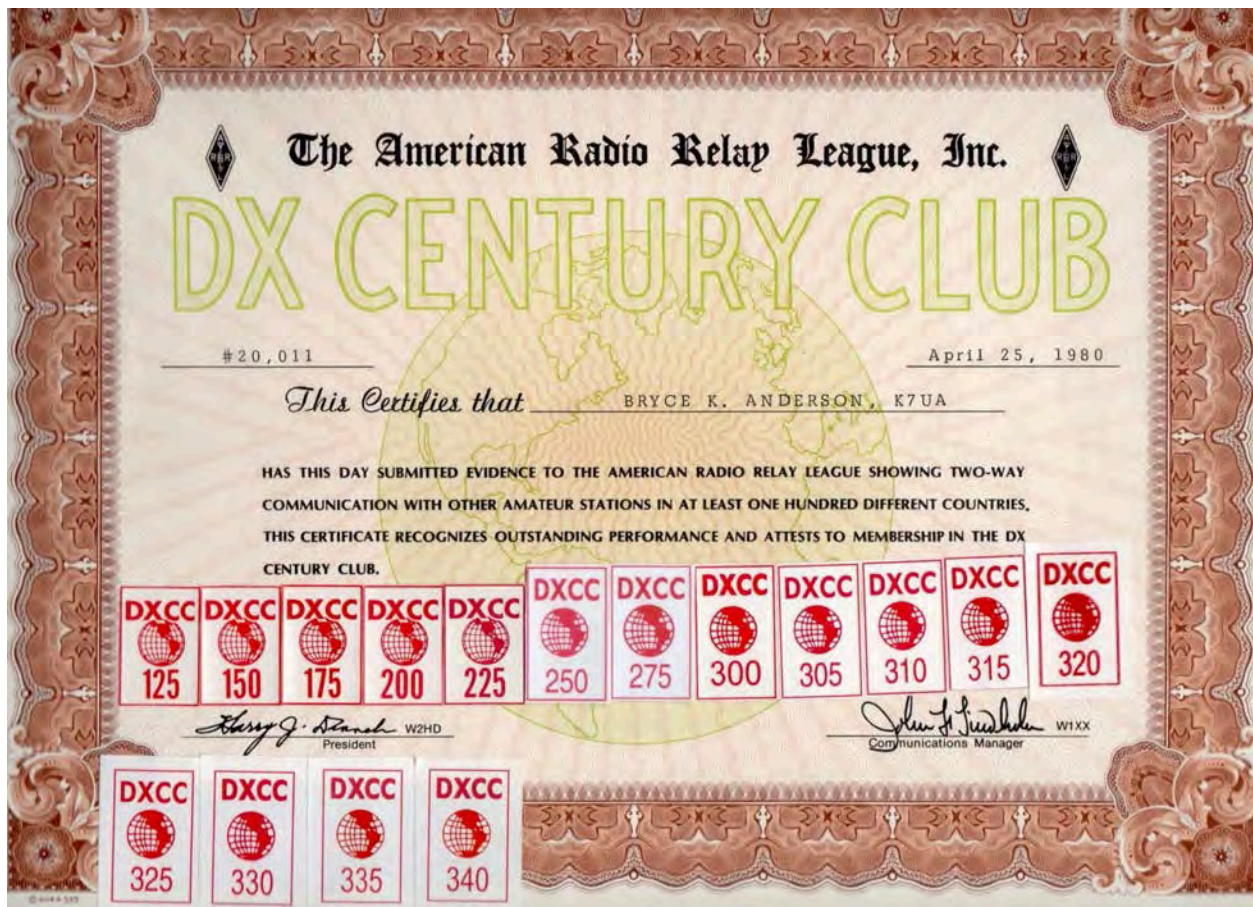 The American Radio Relay League, Inc.
DX CENTURY CLUB
#20,011
April 25, 1980
This Certifies that BRYCE K. ANDERSON, K7UA
HAS THIS DAY SUBMITTED EVIDENCE TO THE AMERICAN RADIO RELAY LEAGUE SHOWING TWO-WAY
COMMUNICATION WITH OTHER AMATEUR STATIONS IN AT LEAST ONE HUNDRED DIFFERENT COUNTRIES.
THIS CERTIFICATE RECOGNIZES OUTSTANDING PERFORMANCE AND ATTESTS TO MEMBERSHIP IN THE DX
CENTURY CLUB.
DXCC DXCC DXCC DXCC DXCC DXCC DXCC DXCC DXCC DXCC DXCC DXCC
125 150 175 200 225 250 275 300 305 310 315 320
Harry J. W2HD
President
John W1XX
Communications Manager
DXCC DXCC DXCC DXCC
325 330 335 340